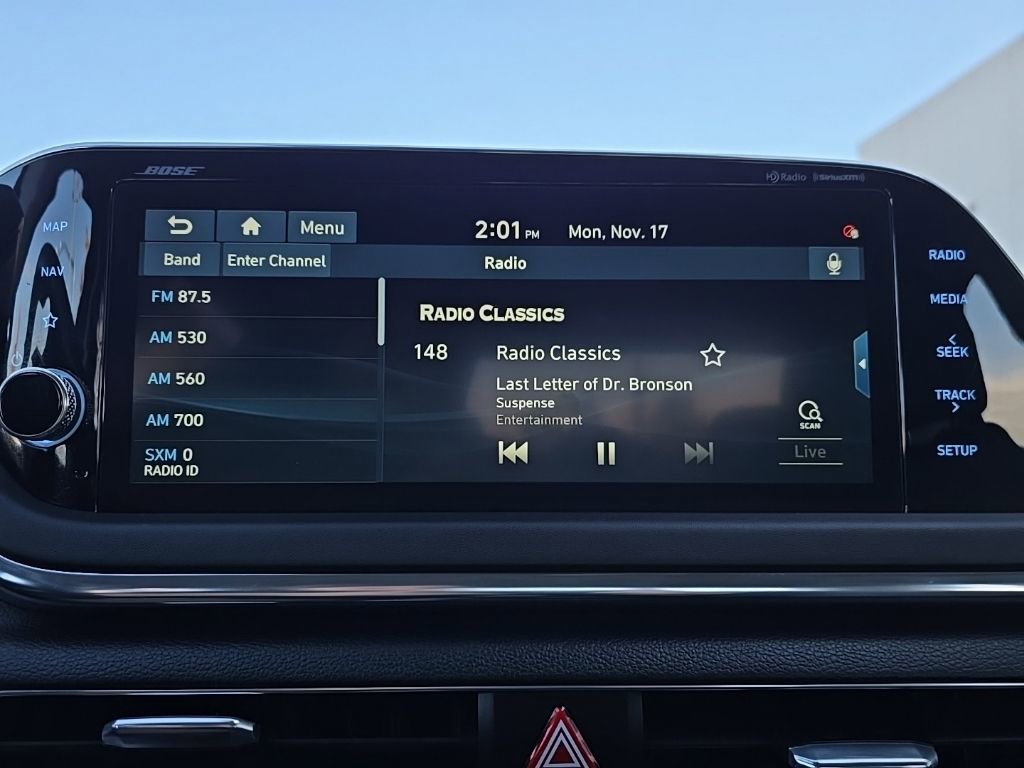 BOSE
HD Radio ((SiriusXM))
MAP
NAV
Menu
2:01 PM Mon, Nov. 17
Band
Enter Channel
Radio
FM 87.5
AM 530
AM 560
AM 700
SXM 0
RADIO ID
RADIO CLASSICS
148 Radio Classics
Last Letter of Dr. Bronson
Suspense
Entertainment
SCAN
Live
RADIO
MEDIA
< SEEK
TRACK >
SETUP